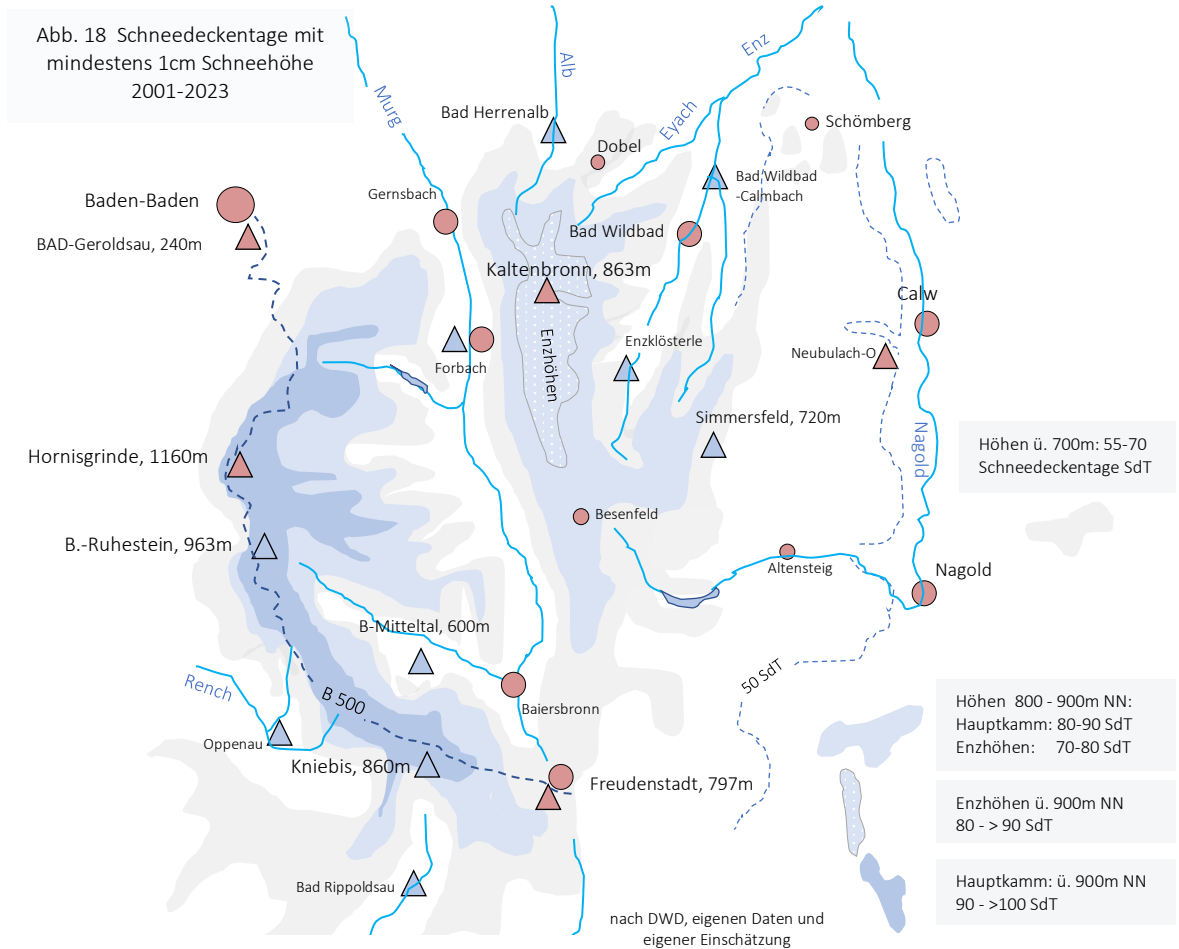 Abb. 18 Schneedeckentage mit
mindestens 1cm Schneehöhe
2001-2023
Murg
Alb
Enz
Eyach
Bad Herrenalb
Dobel
Schömberg
Baden-Baden
BAD-Geroldsau, 240m
Gernsbach
Bad Wildbad
-Calmbach
Bad Wildbad
Kaltenbronn, 863m
Calw
Enzhöhen
Forbach
Enzklösterle
Neubulach-O
Simmersfeld, 720m
Nagold
Hornisgrinde, 1160m
Höhen ü. 700m: 55-70
Schneedeckentage SdT
B.-Ruhestein, 963m
Besenfeld
Altensteig
Nagold
B-Mitteltal, 600m
50 SdT
Rench
B 500
Baiersbronn
Oppenau
Kniebis, 860m
Freudenstadt, 797m
Höhen 800 - 900m NN:
Hauptkamm: 80-90 SdT
Enzhöhen: 70-80 SdT
Enzhöhen ü. 900m NN
80 - > 90 SdT
Hauptkamm: ü. 900m NN
90 - >100 SdT
Bad Rippoldsau
nach DWD, eigenen Daten und
eigener Einschätzung